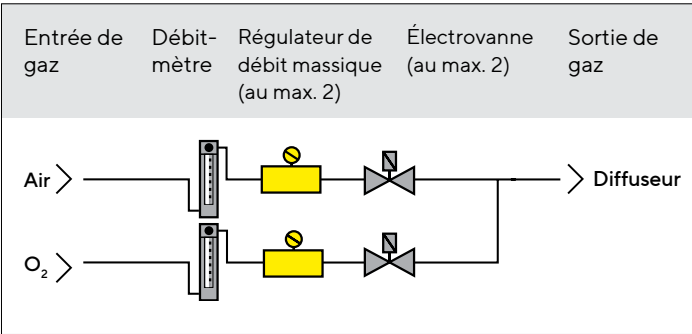 Entrée de gaz
Débit-mètre
Régulateur de débit massique (au max. 2)
Électrovanne (au max. 2)
Sortie de gaz
Air
Diffuseur
O₂